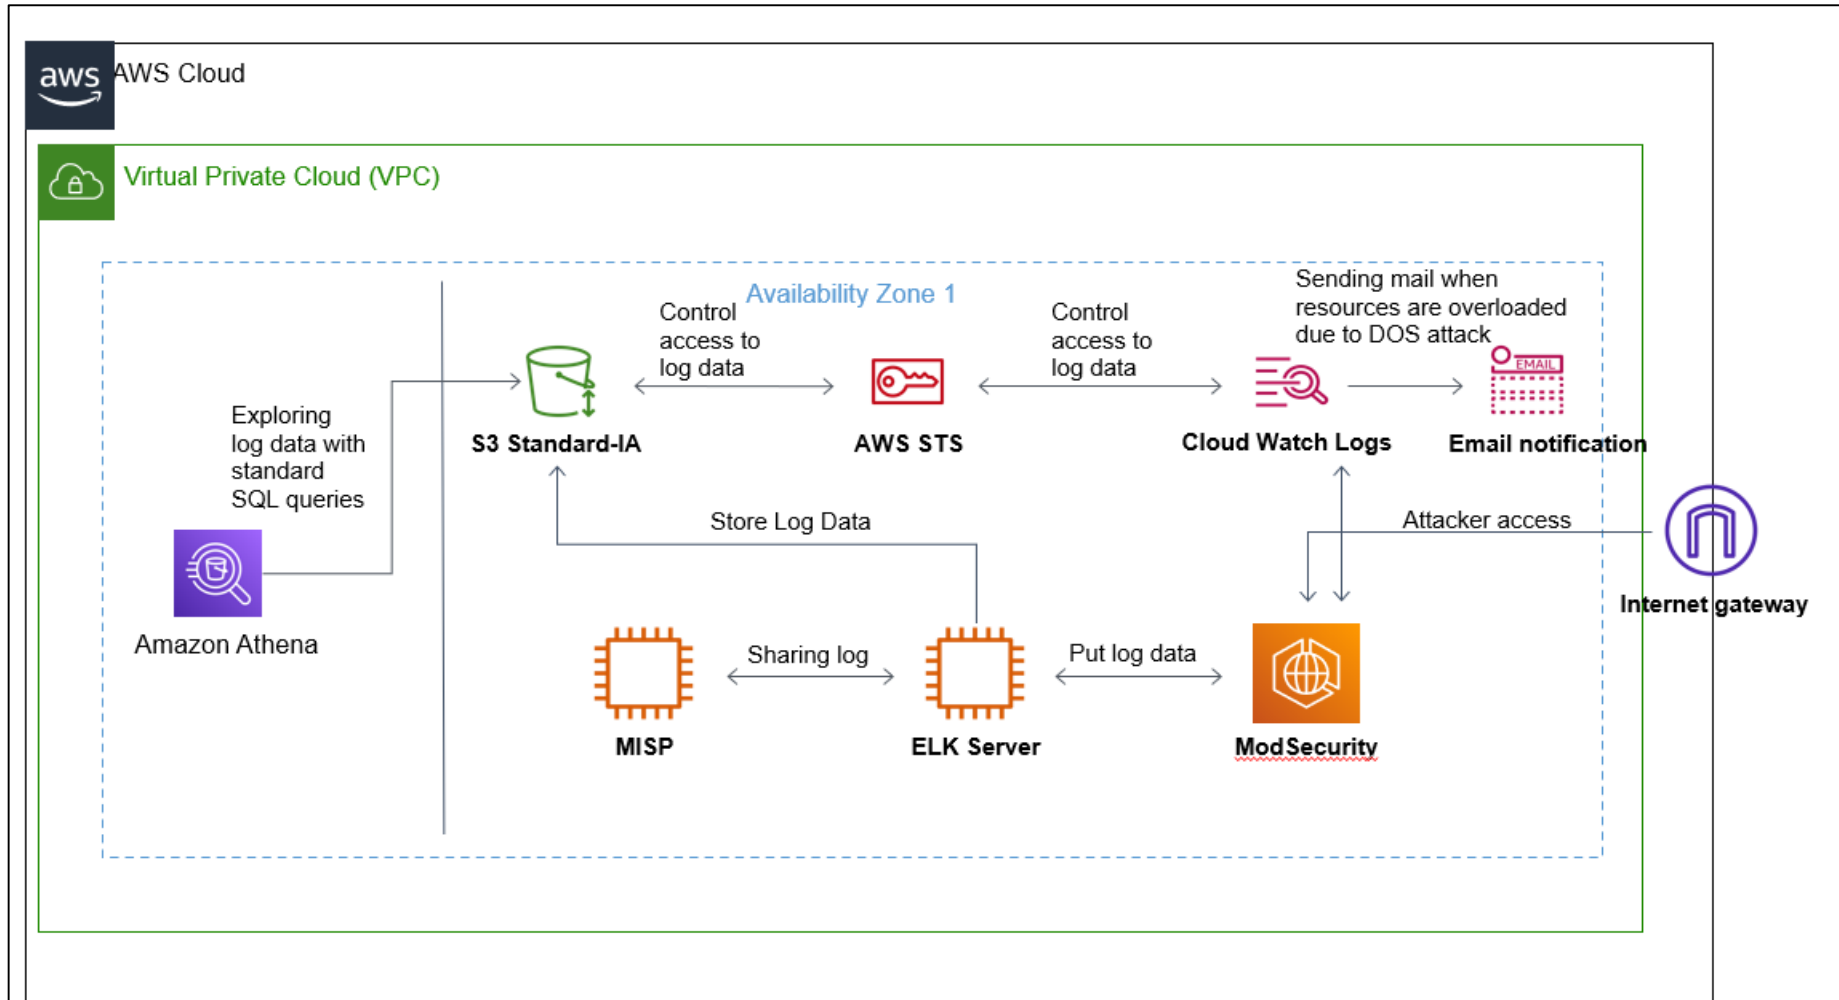 aws
AWS Cloud
Virtual Private Cloud (VPC)
Availability Zone 1
Sending mail when
resources are overloaded
due to DOS attack
Control
access to
log data
Control
access to
log data
EMAIL
Exploring
log data with
standard
SQL queries
S3 Standard-IA
AWS STS
Cloud Watch Logs
Email notification
Store Log Data
Attacker access
Internet gateway
Amazon Athena
Sharing log
Put log data
MISP
ELK Server
ModSecurity